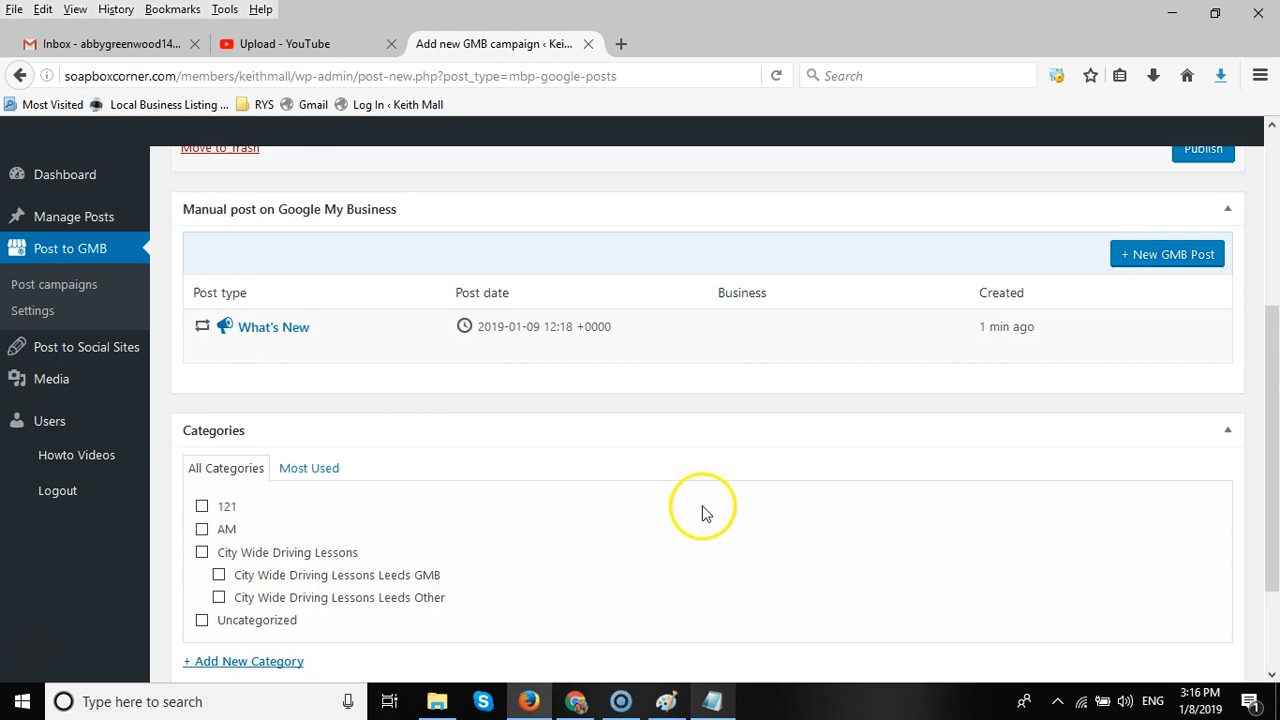 File Edit View History Bookmarks Tools Help
Inbox - abbygreenwood14... Upload - YouTube Add new GMB campaign ‹ Kei...
soapboxcorner.com/members/keithmall/wp-admin/post-new.php?post_type=mbp-google-posts Search
Most Visited Local Business Listing ... RYS Gmail Log In ‹ Keith Mall
Move to Trash Publish
Dashboard
Manage Posts
Post to GMB
Post campaigns
Settings
Post to Social Sites
Media
Users
Howto Videos
Logout
Manual post on Google My Business
+ New GMB Post
Post type Post date Business Created
What's New 2019-01-09 12:18 +0000 1 min ago
Categories
All Categories Most Used
121
AM
City Wide Driving Lessons
City Wide Driving Lessons Leeds GMB
City Wide Driving Lessons Leeds Other
Uncategorized
+ Add New Category
Type here to search ENG 3:16 PM
1/8/2019 1